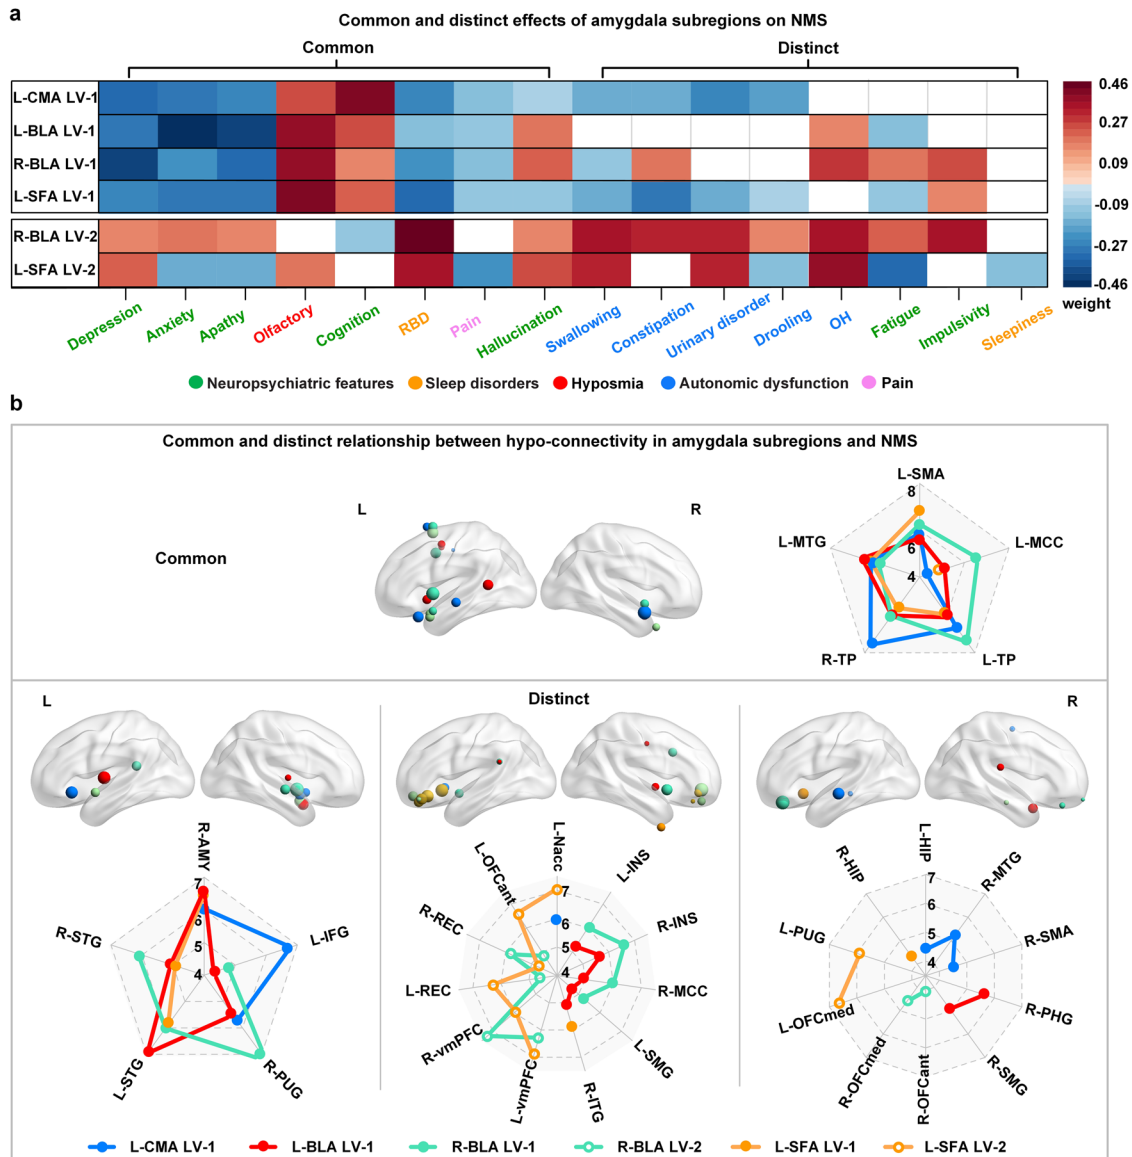 a
Common and distinct effects of amygdala subregions on NMS
Common
Distinct
L-CMA LV-1
L-BLA LV-1
R-BLA LV-1
L-SFA LV-1
R-BLA LV-2
L-SFA LV-2
0.46
0.27
0.09
-0.09
-0.27
-0.46
weight
Depression
Anxiety
Apathy
Olfactory
Cognition
RBD
Pain
Hallucination
Swallowing
Constipation
Urinary disorder
Drooling
OH
Fatigue
Impulsivity
Sleepiness
Neuropsychiatric features
Sleep disorders
Hyposmia
Autonomic dysfunction
Pain
b
Common and distinct relationship between hypo-connectivity in amygdala subregions and NMS
Common
L
R
L-SMA
8
6
4
L-MTG
L-MCC
R-TP
L-TP
L
Distinct
R
R-AMY
7
6
5
4
R-STG
L-IFG
L-STG
R-PUG
L-Nacc
7
6
5
4
L-OFCant
L-INS
R-REC
R-INS
L-REC
R-MCC
R-vmPFC
L-SMG
L-vmPFC
R-ITG
L-HIP
7
6
5
4
R-HIP
R-MTG
L-PUG
R-SMA
L-OFCmed
R-PHG
R-OFCmed
R-SMG
R-OFCant
L-CMA LV-1
L-BLA LV-1
R-BLA LV-1
R-BLA LV-2
L-SFA LV-1
L-SFA LV-2